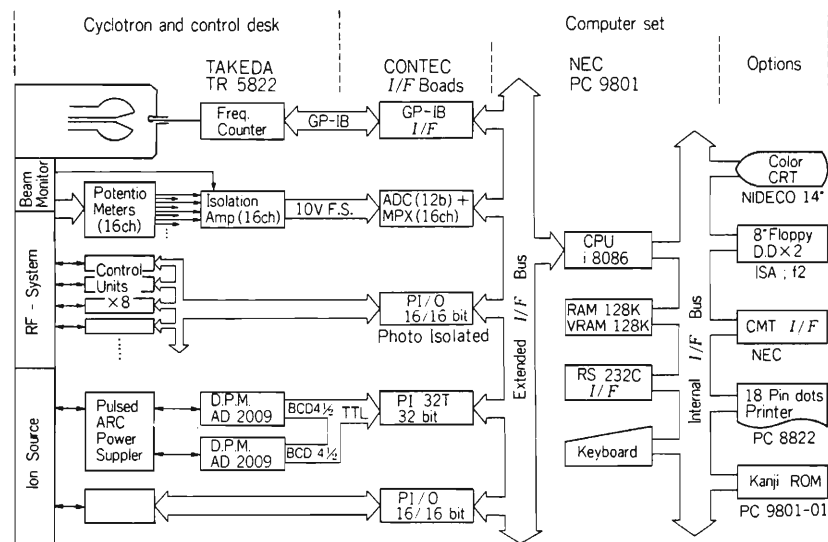 Cyclotron and control desk
Computer set
TAKEDA
TR 5822
CONTEC
I/F Boads
NEC
PC 9801
Options
Freq.
Counter
GP-IB
GP-IB
I/F
Beam
Monitor
Potentio
Meters
(16ch)
Isolation
Amp (16ch)
10V F.S.
ADC (12b) +
MPX (16ch)
RF - System
Control
Units
×8
PI/O
16/16 bit
Photo Isolated
Ion Source
Pulsed
ARC
Power
Suppler
D.P.M.
AD 2009
BCD 4½
TTL
D.P.M.
AD 2009
BCD 4½
PI 32T
32 bit
PI/O
16/16 bit
Extended I/F Bus
CPU
i 8086
RAM 128K
VRAM 128K
RS 232C
I/F
Keyboard
Internal I/F Bus
Color
CRT
NIDECO 14"
8"Floppy
D.D×2
ISA ; f2
CMT I/F
NEC
18 Pin dots
Printer
PC 8822
Kanji ROM
PC 9801-01